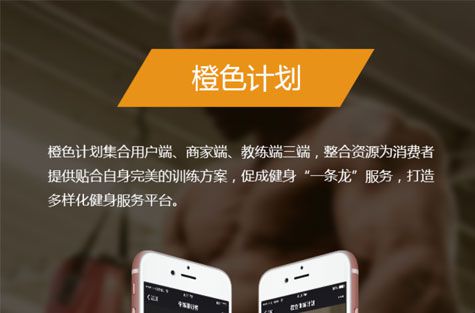 橙色计划
橙色计划集合用户端、商家端、教练端三端，整合资源为消费者
提供贴合自身完美的训练方案，促成健身“一条龙”服务，打造
多样化健身服务平台。